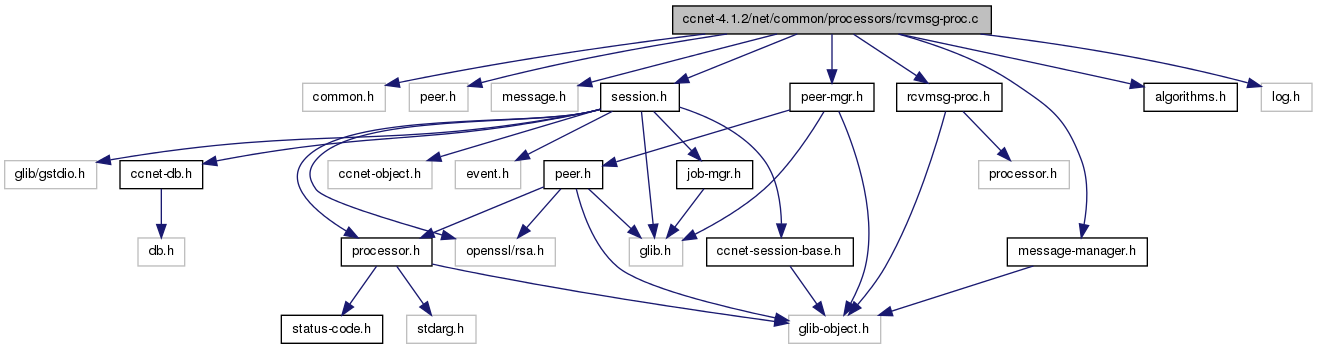 ccnet-4.1.2/net/common/processors/rcvmsg-proc.c
common.h
peer.h
message.h
session.h
peer-mgr.h
rcvmsg-proc.h
algorithms.h
log.h
glib/gstdio.h
ccnet-db.h
ccnet-object.h
event.h
peer.h
job-mgr.h
processor.h
db.h
processor.h
openssl/rsa.h
glib.h
ccnet-session-base.h
message-manager.h
status-code.h
stdarg.h
glib-object.h